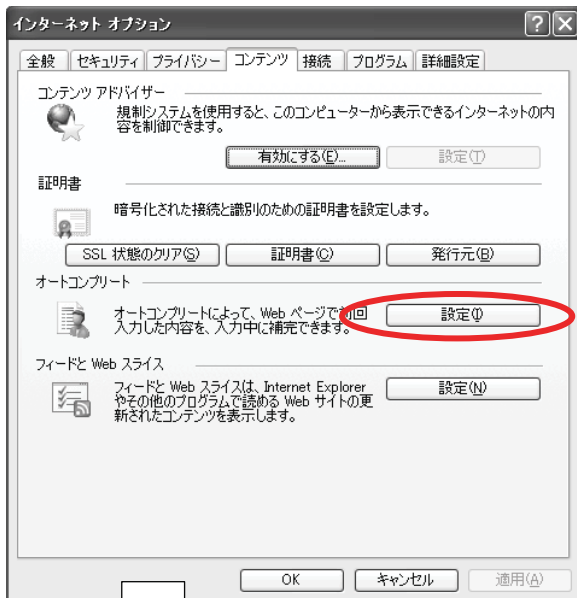 インターネット オプション
全般 セキュリティ プライバシー コンテンツ 接続 プログラム 詳細設定
コンテンツ アドバイザー
規制システムを使用すると、このコンピューターから表示できるインターネットの内
容を制御できます。
有効にする(E)... 設定(T)
証明書
暗号化された接続と識別のための証明書を設定します。
SSL 状態のクリア(S) 証明書(C) 発行元(B)
オートコンプリート
オートコンプリートによって、Web ページで前回 設定(I)
入力した内容を、入力中に補完できます。
フィードと Web スライス
フィードと Web スライスは、Internet Explorer 設定(N)
やその他のプログラムで読める Web サイトの更
新されたコンテンツを表示します。
OK キャンセル 適用(A)